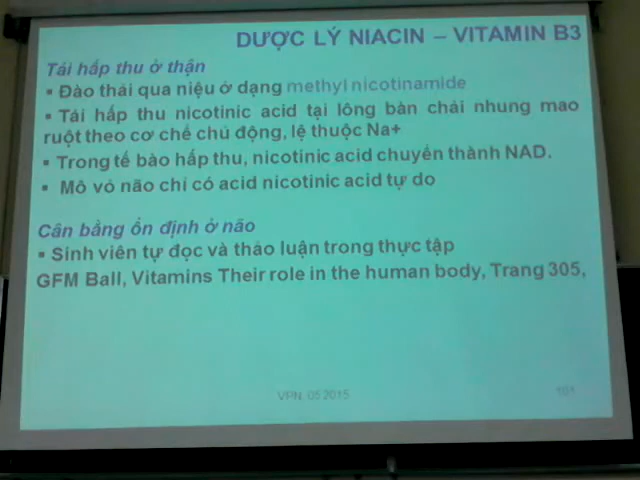 DƯỢC LÝ NIACIN – VITAMIN B3
Tái hấp thu ở thận
▪ Đào thải qua niệu ở dạng methyl nicotinamide
▪ Tái hấp thu nicotinic acid tại lông bàn chải nhung mao
ruột theo cơ chế chủ động, lệ thuộc Na+
▪ Trong tế bào hấp thu, nicotinic acid chuyển thành NAD.
▪ Mô vỏ não chỉ có acid nicotinic acid tự do
Cân bằng ổn định ở não
▪ Sinh viên tự đọc và thảo luận trong thực tập
GFM Ball, Vitamins Their role in the human body, Trang 305,
VPN, 05 2015
101